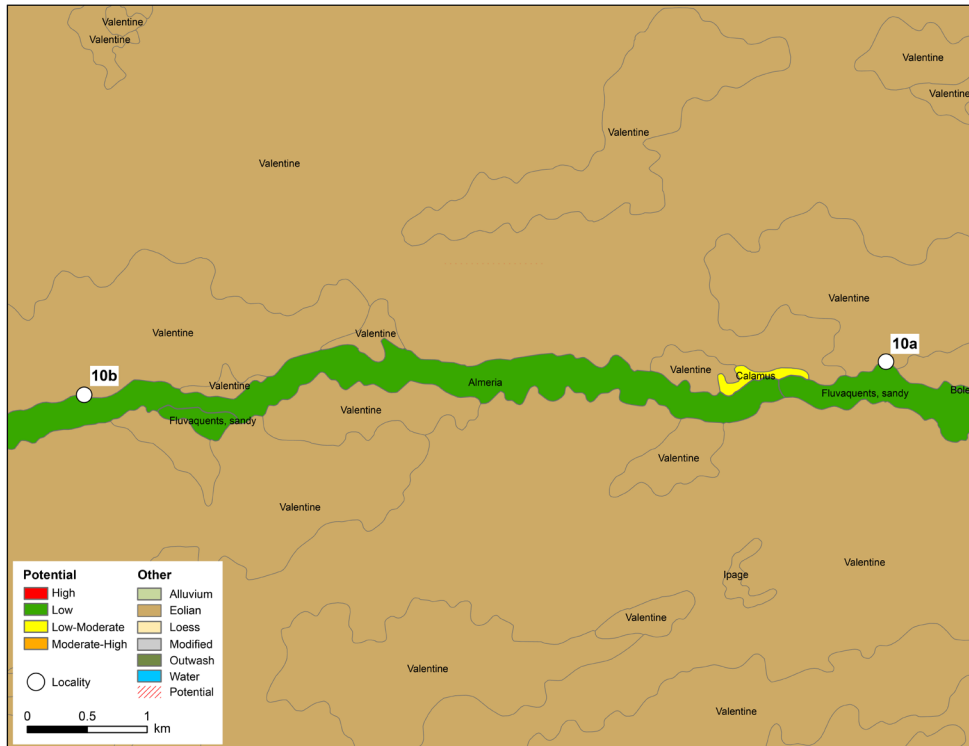 Valentine
Valentine
Valentine
Valentine
Valentine
Valentine
Valentine
Valentine
Valentine
10a
10b
Valentine
Valentine
Calamus
Almeria
Fluvaquents, sandy
Bole
Valentine
Fluvaquents, sandy
Valentine
Valentine
Valentine
Ipage
Valentine
Valentine
Valentine
Potential
High
Low
Low-Moderate
Moderate-High
Locality
Other
Alluvium
Eolian
Loess
Modified
Outwash
Water
Potential
0 0.5 1
km
Valentine